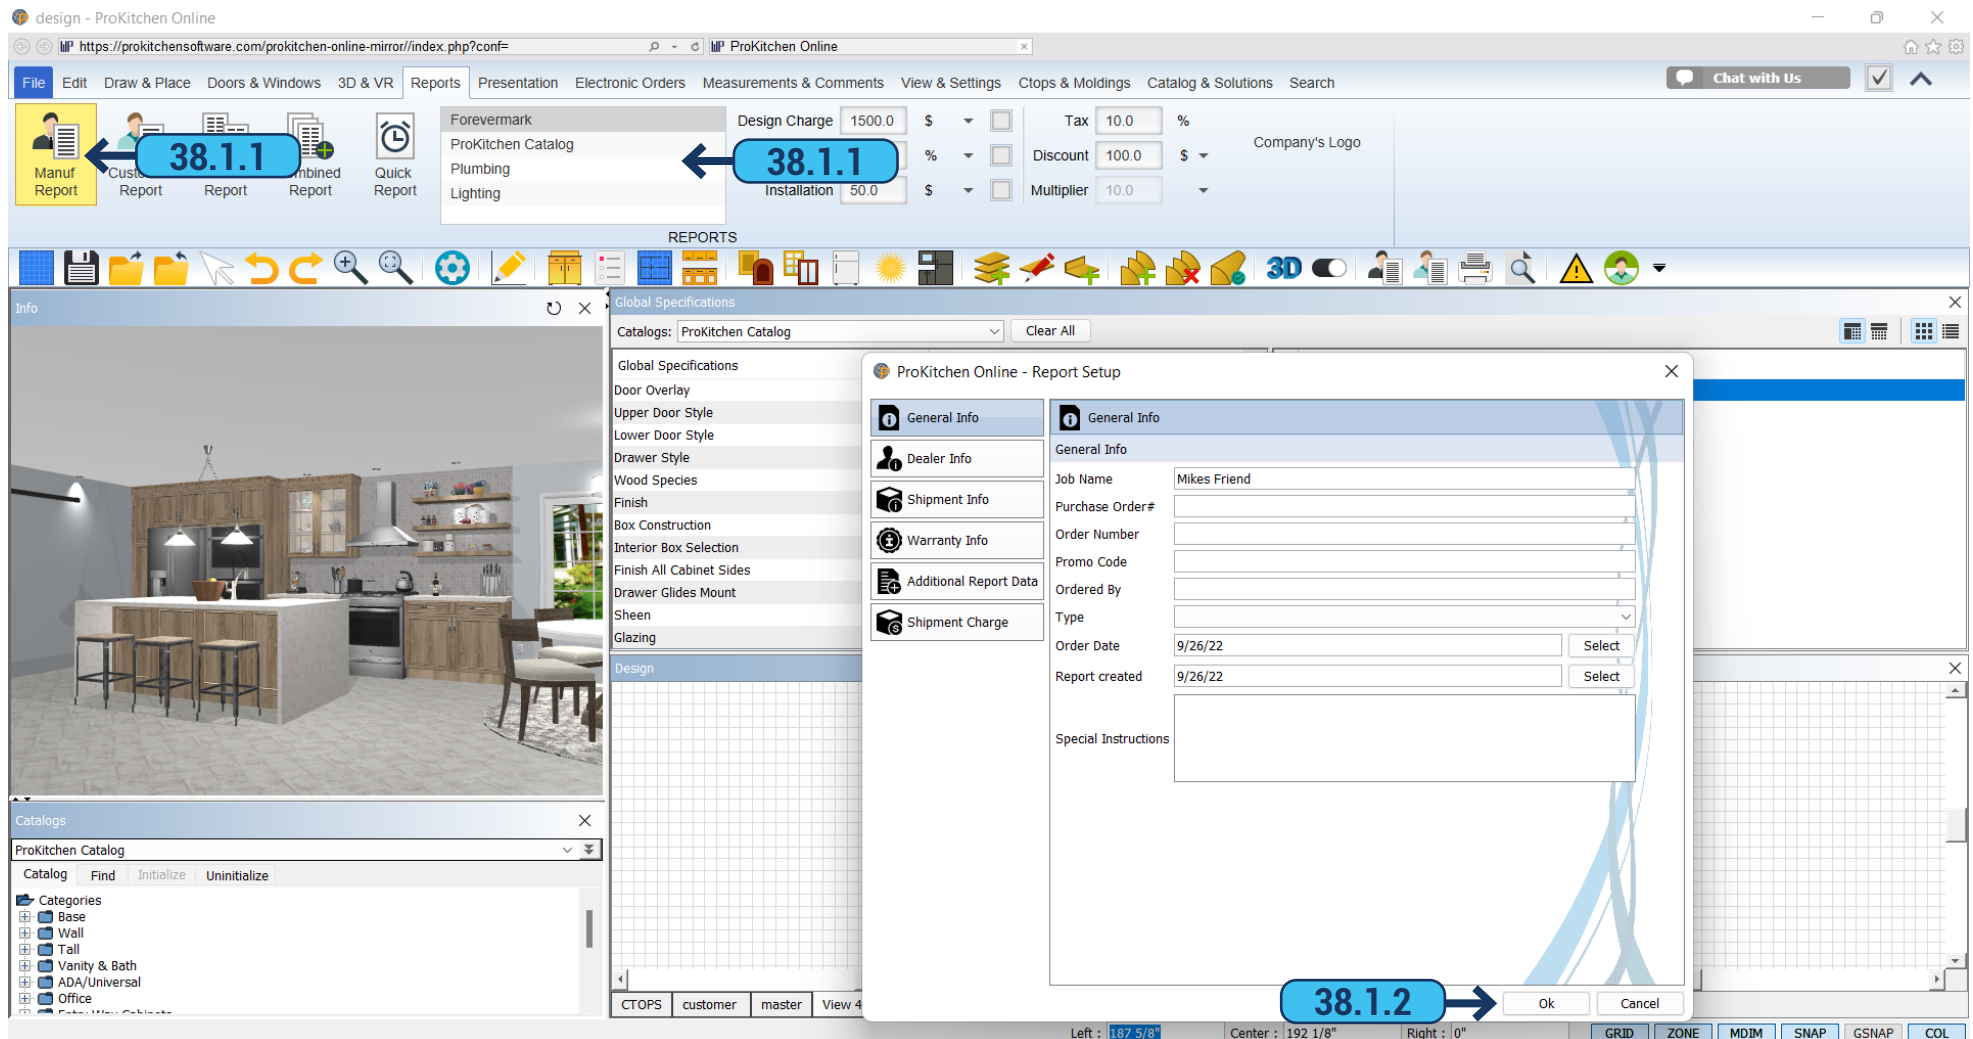 design - ProKitchen Online
https://prokitchensoftware.com/prokitchen-online-mirror//index.php?conf=
ProKitchen Online
File Edit Draw & Place Doors & Windows 3D & VR Reports Presentation Electronic Orders Measurements & Comments View & Settings Ctops & Moldings Catalog & Solutions Search
Chat with Us
Manuf Report
38.1.1
Report
Report
Report
Quick Report
Forevermark
ProKitchen Catalog
Plumbing
Lighting
38.1.1
Design Charge 1500.0 $
%
Installation 50.0 $
Tax 10.0 %
Discount 100.0 $
Multiplier 10.0
Company's Logo
REPORTS
3D
Info
Global Specifications
Catalogs: ProKitchen Catalog
Clear All
Global Specifications
Door Overlay
Upper Door Style
Lower Door Style
Drawer Style
Wood Species
Finish
Box Construction
Interior Box Selection
Finish All Cabinet Sides
Drawer Glides Mount
Sheen
Glazing
Design
ProKitchen Online - Report Setup
General Info
Dealer Info
Shipment Info
Warranty Info
Additional Report Data
Shipment Charge
General Info
General Info
Job Name Mikes Friend
Purchase Order#
Order Number
Promo Code
Ordered By
Type
Order Date 9/26/22 Select
Report created 9/26/22 Select
Special Instructions
38.1.2
Ok
Cancel
Catalogs
ProKitchen Catalog
Catalog Find Initialize Uninitialize
Categories
Base
Wall
Tall
Vanity & Bath
ADA/Universal
Office
Entry Way Cabinets
CTOPS customer master View 4
Left : 187 5/8" Center : 192 1/8" Right : 0"
GRID ZONE MDIM SNAP GSNAP COL